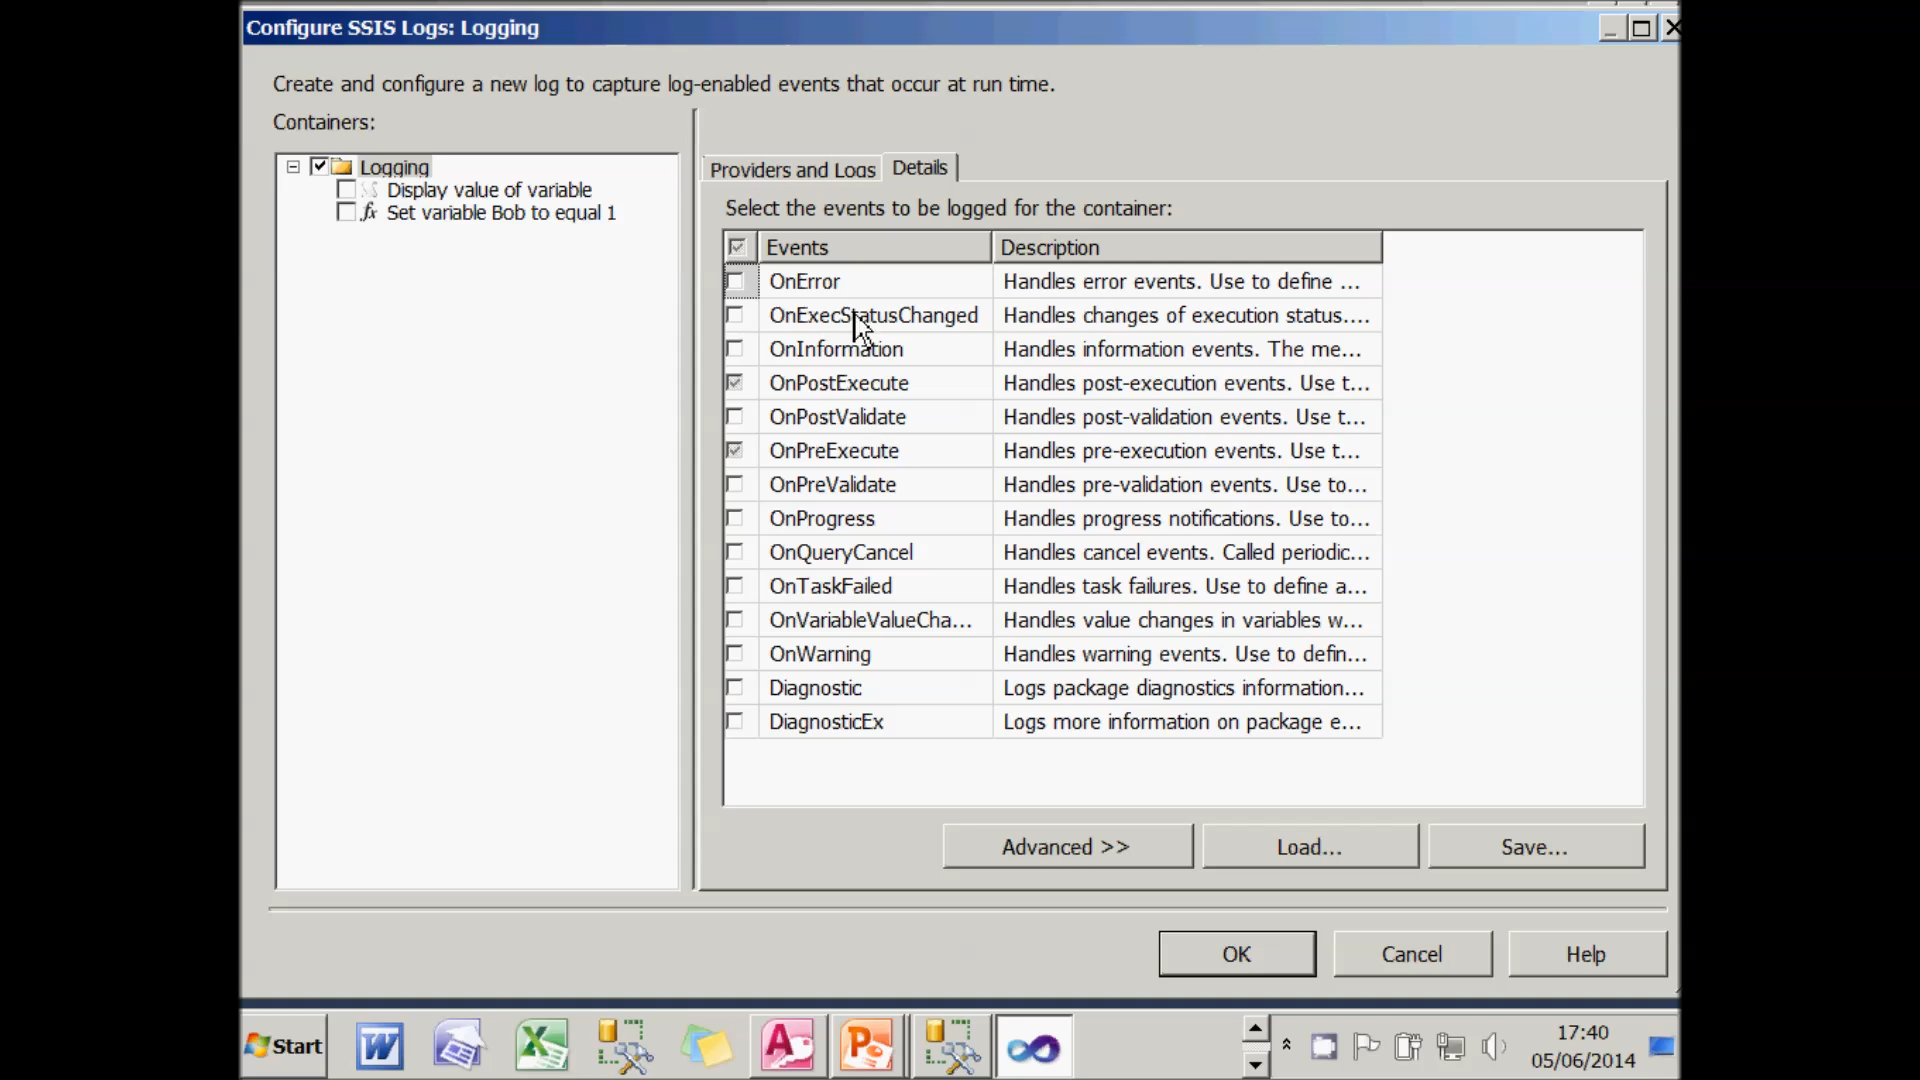 Configure SSIS Logs: Logging
Create and configure a new log to capture log-enabled events that occur at run time.
Containers:
Logging
Display value of variable
fx Set variable Bob to equal 1
Providers and Logs
Details
Select the events to be logged for the container:
Events Description
OnError Handles error events. Use to define ...
OnExecStatusChanged Handles changes of execution status....
OnInformation Handles information events. The me...
OnPostExecute Handles post-execution events. Use t...
OnPostValidate Handles post-validation events. Use t...
OnPreExecute Handles pre-execution events. Use t...
OnPreValidate Handles pre-validation events. Use to...
OnProgress Handles progress notifications. Use to...
OnQueryCancel Handles cancel events. Called periodic...
OnTaskFailed Handles task failures. Use to define a...
OnVariableValueCha... Handles value changes in variables w...
OnWarning Handles warning events. Use to defin...
Diagnostic Logs package diagnostics information...
DiagnosticEx Logs more information on package e...
Advanced >> Load... Save...
OK Cancel Help
Start
W
X
A
P
17:40
05/06/2014